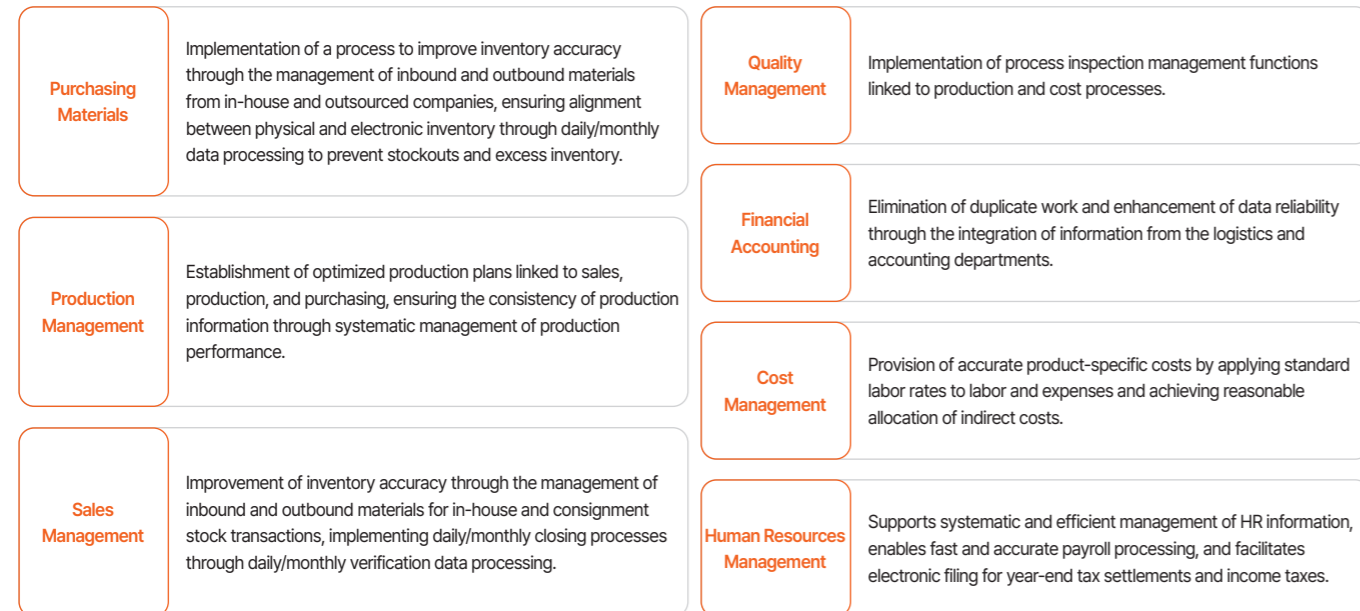 Purchasing
Materials
Implementation of a process to improve inventory accuracy
through the management of inbound and outbound materials
from in-house and outsourced companies, ensuring alignment
between physical and electronic inventory through daily/monthly
data processing to prevent stockouts and excess inventory.
Production
Management
Establishment of optimized production plans linked to sales,
production, and purchasing, ensuring the consistency of production
information through systematic management of production
performance.
Sales
Management
Improvement of inventory accuracy through the management of
inbound and outbound materials for in-house and consignment
stock transactions, implementing daily/monthly closing processes
through daily/monthly verification data processing.
Quality
Management
Implementation of process inspection management functions
linked to production and cost processes.
Financial
Accounting
Elimination of duplicate work and enhancement of data reliability
through the integration of information from the logistics and
accounting departments.
Cost
Management
Provision of accurate product-specific costs by applying standard
labor rates to labor and expenses and achieving reasonable
allocation of indirect costs.
Human Resources
Management
Supports systematic and efficient management of HR information,
enables fast and accurate payroll processing, and facilitates
electronic filing for year-end tax settlements and income taxes.